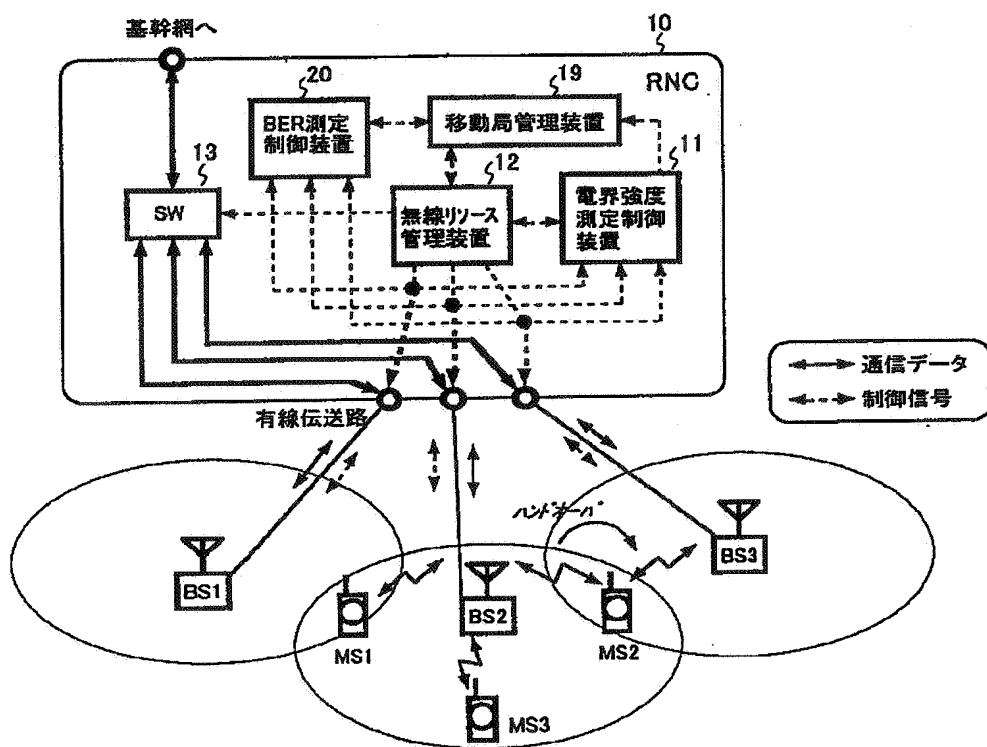 基幹網へ
10
RNC
20
BER測定
制御装置
19
移動局管理装置
13
SW
12
無線リソース
管理装置
11
電界強度
測定制御
装置
通信データ
制御信号
有線伝送路
ハンドオーバ
BS1
BS2
BS3
MS1
MS2
MS3